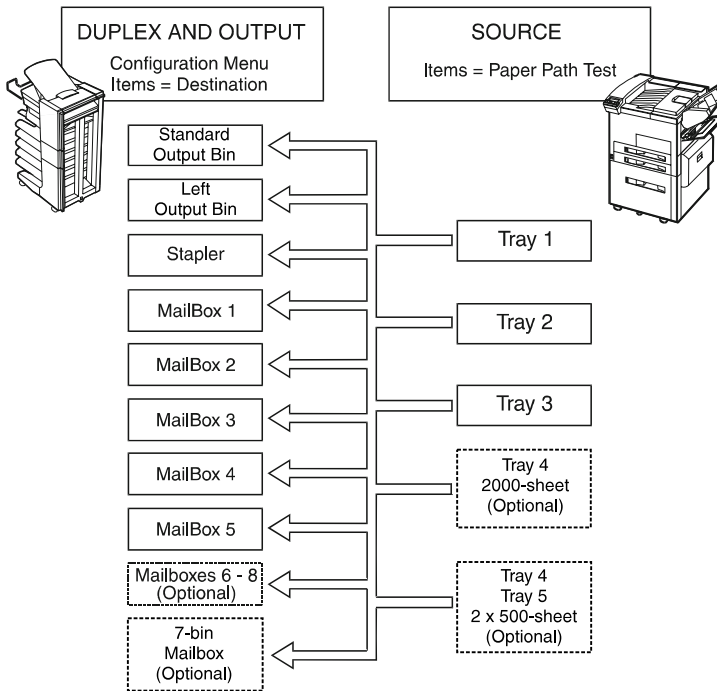 DUPLEX AND OUTPUT
Configuration Menu
Items = Destination
SOURCE
Items = Paper Path Test
Standard
Output Bin
Left
Output Bin
Stapler
MailBox 1
MailBox 2
MailBox 3
MailBox 4
MailBox 5
Mailboxes 6 - 8
(Optional)
7-bin
Mailbox
(Optional)
Tray 1
Tray 2
Tray 3
Tray 4
2000-sheet
(Optional)
Tray 4
Tray 5
2 x 500-sheet
(Optional)